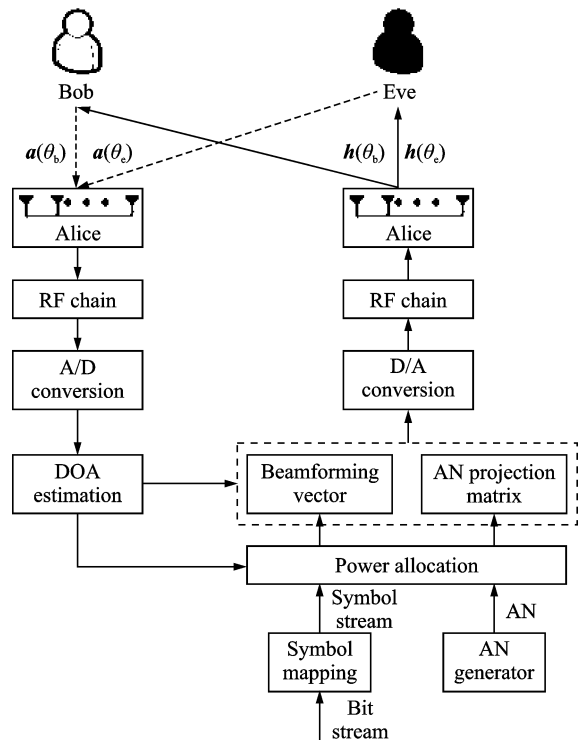 Bob
Eve
a(θb)
a(θe)
h(θb)
h(θe)
Alice
Alice
RF chain
RF chain
A/D
conversion
D/A
conversion
DOA
estimation
Beamforming
vector
AN projection
matrix
Power allocation
Symbol
stream
AN
Symbol
mapping
AN
generator
Bit
stream